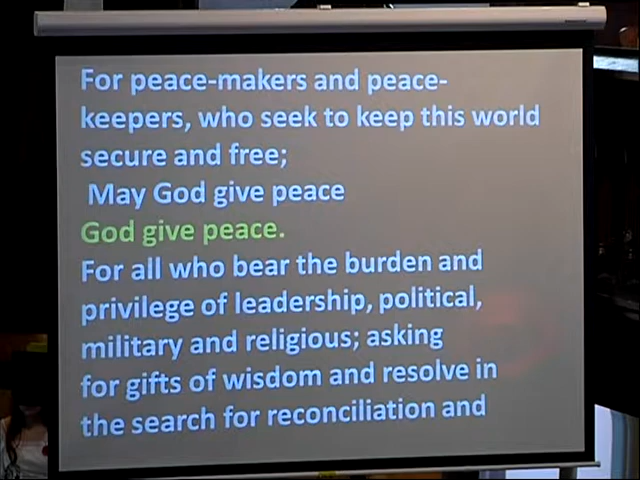 For peace-makers and peace-
keepers, who seek to keep this world
secure and free;
May God give peace
God give peace.
For all who bear the burden and
privilege of leadership, political,
military and religious; asking
for gifts of wisdom and resolve in
the search for reconciliation and